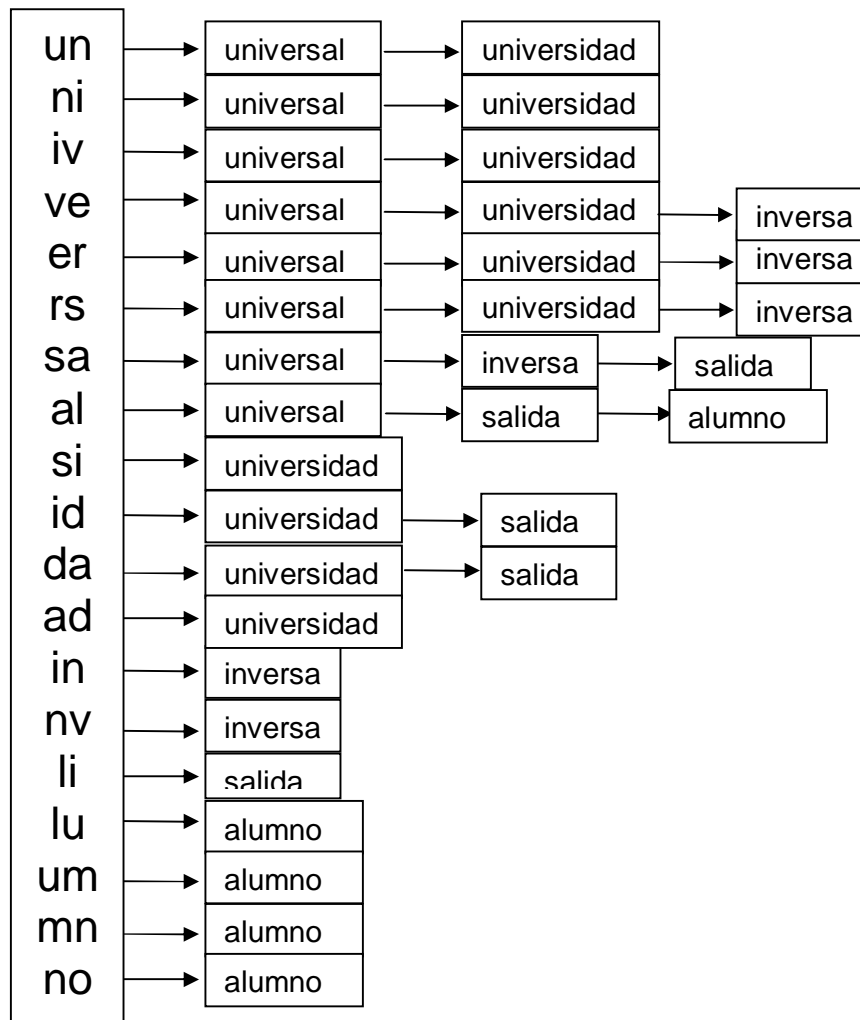 un universal universidad
ni universal universidad
iv universal universidad
ve universal universidad inversa
er universal universidad inversa
rs universal universidad inversa
sa universal inversa salida
al universal salida alumno
si universidad
id universidad salida
da universidad salida
ad universidad
in inversa
nv inversa
li salida
lu alumno
um alumno
mn alumno
no alumno